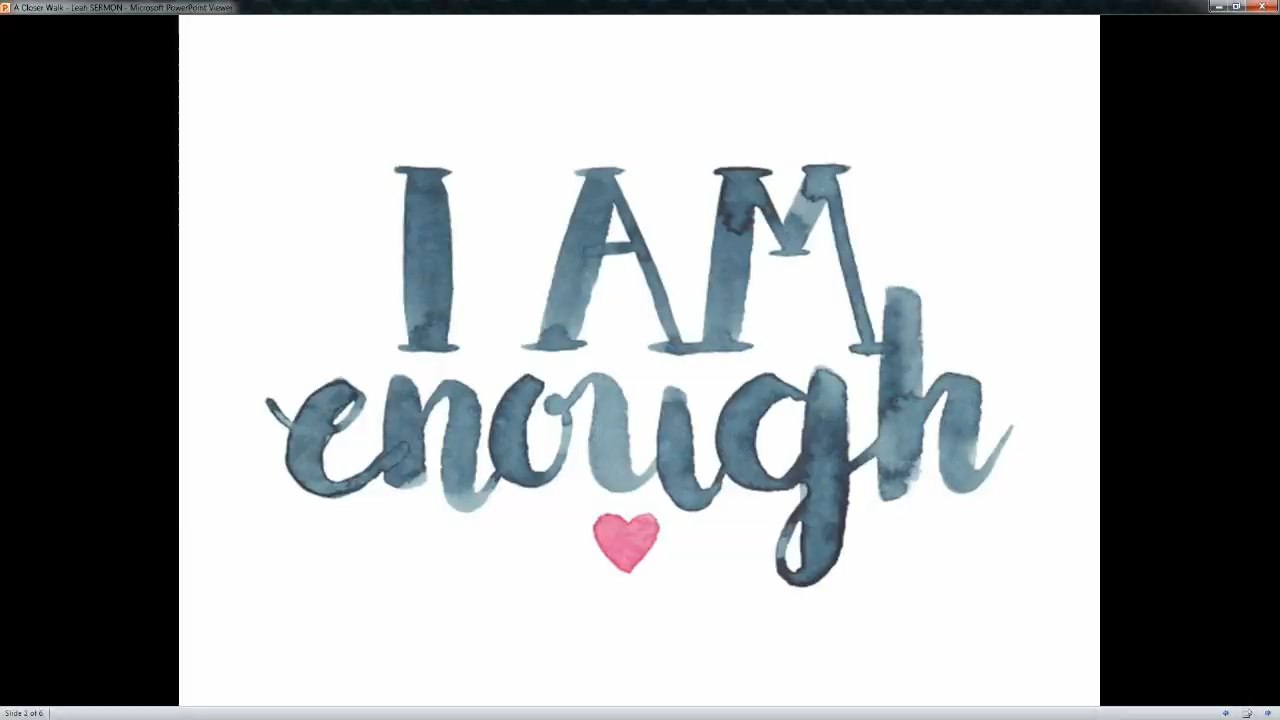 A Closer Walk - Leah SERMON - Microsoft PowerPoint Viewer
I AM
enough
Slide 2 of 6